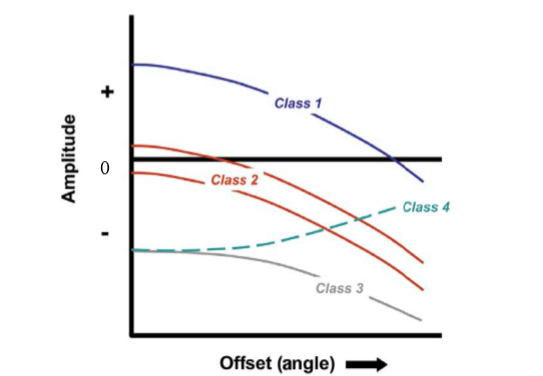 +
Class 1
Amplitude
0
Class 2
Class 4
-
Class 3
Offset (angle)